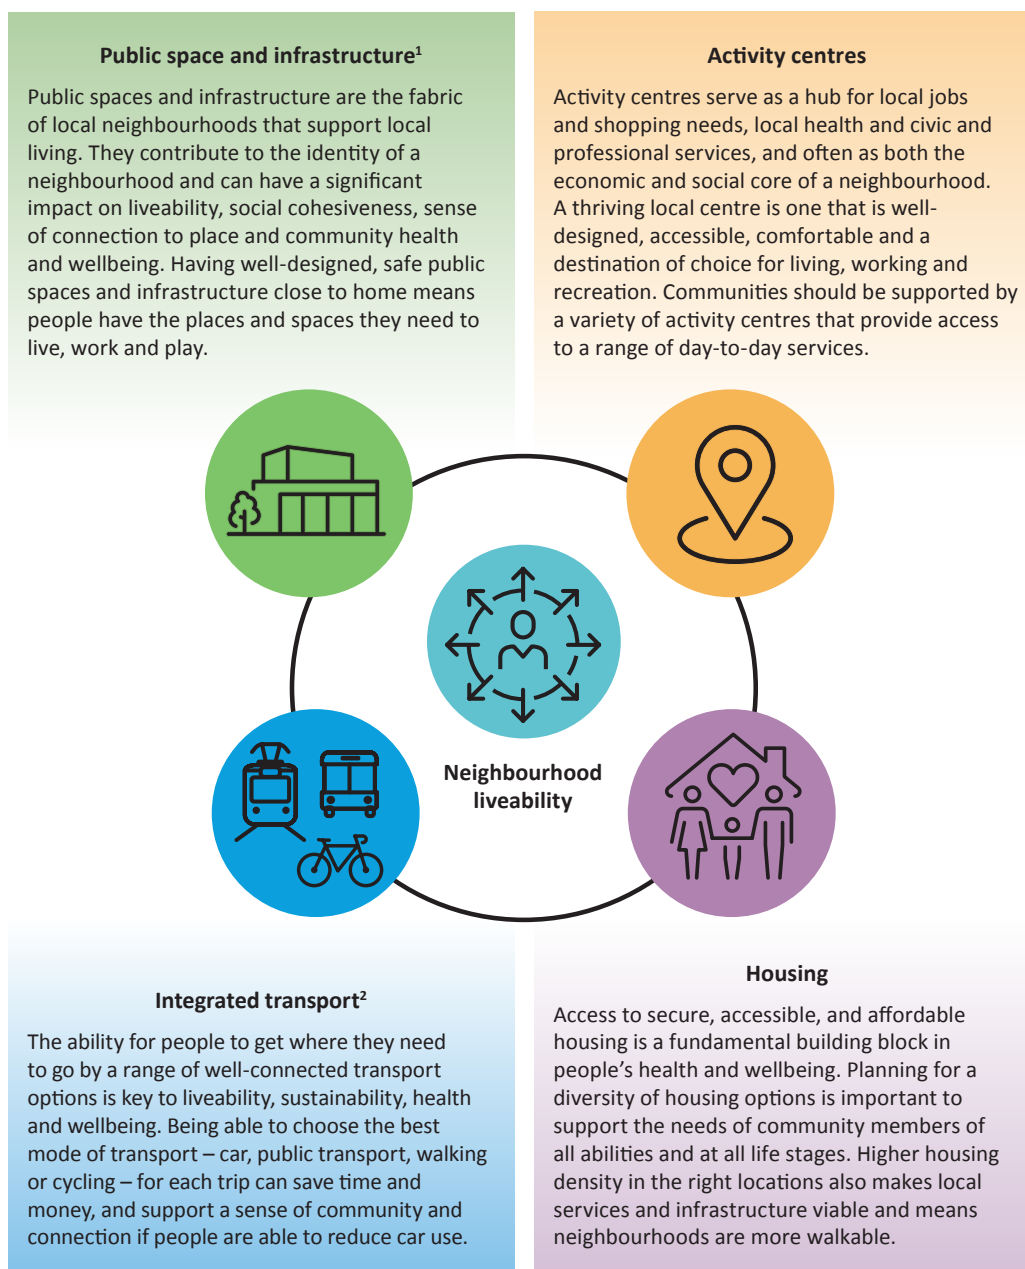 Public space and infrastructure¹
Public spaces and infrastructure are the fabric
of local neighbourhoods that support local
living. They contribute to the identity of a
neighbourhood and can have a significant
impact on liveability, social cohesiveness, sense
of connection to place and community health
and wellbeing. Having well-designed, safe public
spaces and infrastructure close to home means
people have the places and spaces they need to
live, work and play.
Activity centres
Activity centres serve as a hub for local jobs
and shopping needs, local health and civic and
professional services, and often as both the
economic and social core of a neighbourhood.
A thriving local centre is one that is well-
designed, accessible, comfortable and a
destination of choice for living, working and
recreation. Communities should be supported by
a variety of activity centres that provide access
to a range of day-to-day services.
Neighbourhood
liveability
Integrated transport²
The ability for people to get where they need
to go by a range of well-connected transport
options is key to liveability, sustainability, health
and wellbeing. Being able to choose the best
mode of transport – car, public transport, walking
or cycling – for each trip can save time and
money, and support a sense of community and
connection if people are able to reduce car use.
Housing
Access to secure, accessible, and affordable
housing is a fundamental building block in
people’s health and wellbeing. Planning for a
diversity of housing options is important to
support the needs of community members of
all abilities and at all life stages. Higher housing
density in the right locations also makes local
services and infrastructure viable and means
neighbourhoods are more walkable.